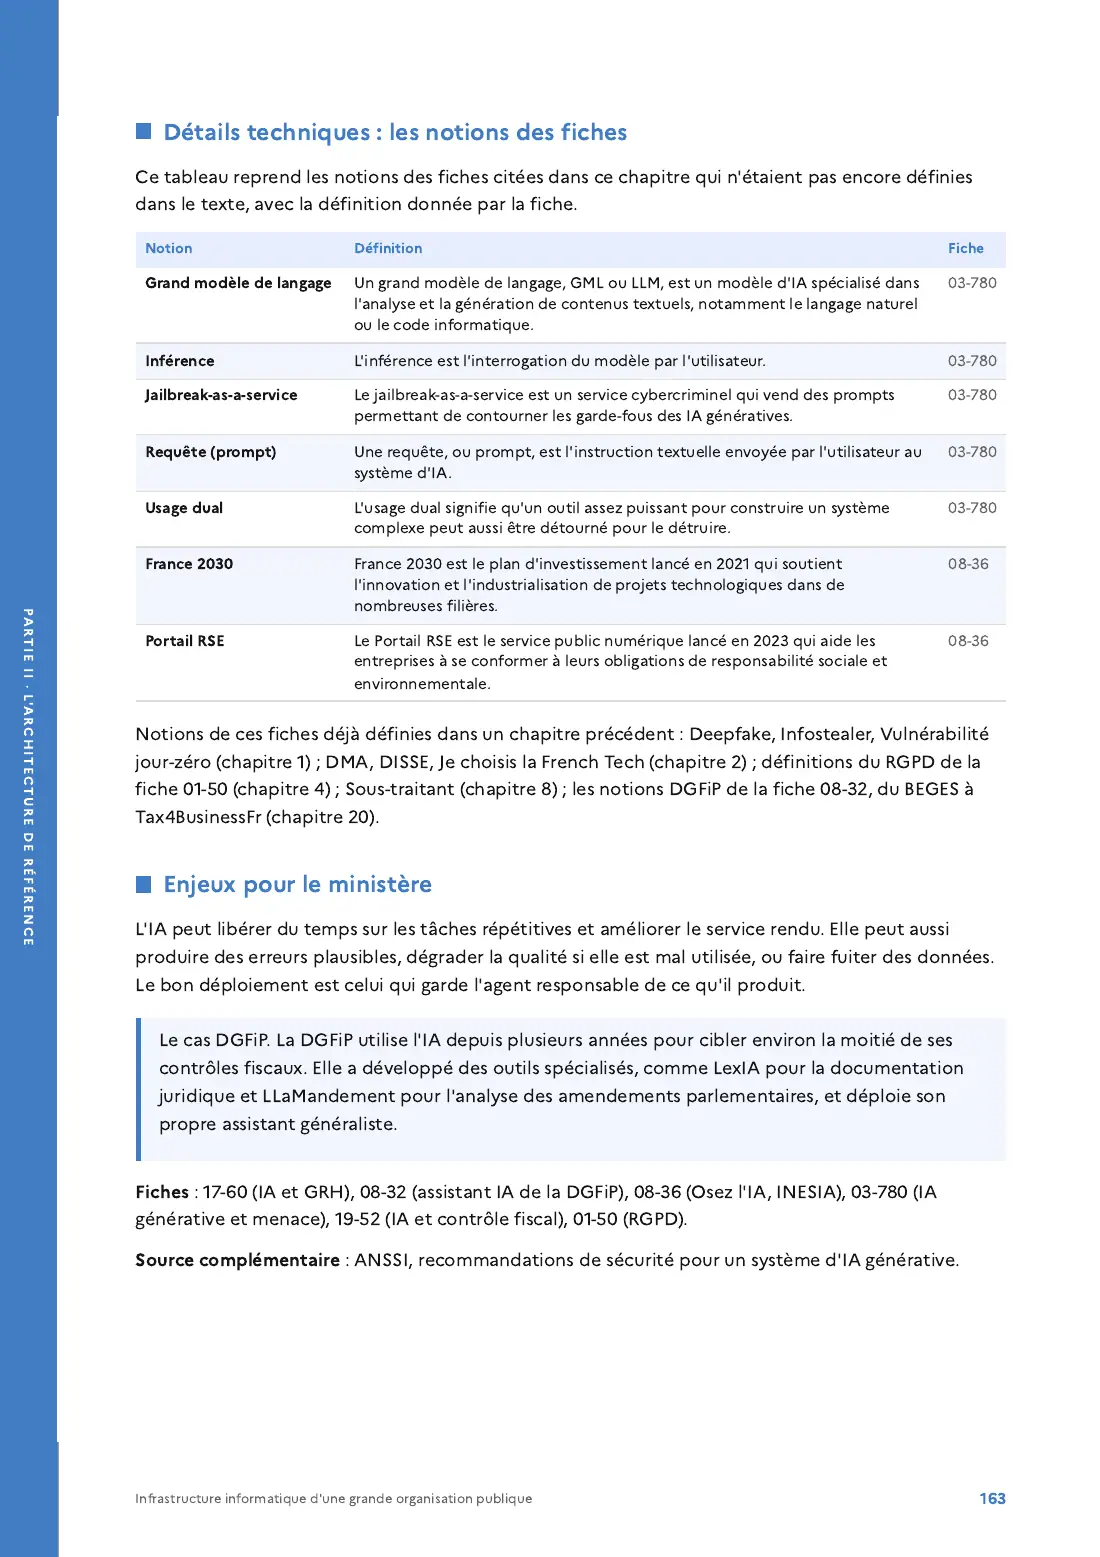 Détails techniques : les notions des fiches
Ce tableau reprend les notions des fiches citées dans ce chapitre qui n'étaient pas encore définies
dans le texte, avec la définition donnée par la fiche.
Notion Définition Fiche
Grand modèle de langage Un grand modèle de langage, GML ou LLM, est un modèle d'IA spécialisé dans 03-780
l'analyse et la génération de contenus textuels, notamment le langage naturel
ou le code informatique.
Inférence L'inférence est l'interrogation du modèle par l'utilisateur. 03-780
Jailbreak-as-a-service Le jailbreak-as-a-service est un service cybercriminel qui vend des prompts 03-780
permettant de contourner les garde-fous des IA génératives.
Requête (prompt) Une requête, ou prompt, est l'instruction textuelle envoyée par l'utilisateur au 03-780
système d'IA.
Usage dual L'usage dual signifie qu'un outil assez puissant pour construire un système 03-780
complexe peut aussi être détourné pour le détruire.
France 2030 France 2030 est le plan d'investissement lancé en 2021 qui soutient 08-36
l'innovation et l'industrialisation de projets technologiques dans de
nombreuses filières.
Portail RSE Le Portail RSE est le service public numérique lancé en 2023 qui aide les 08-36
entreprises à se conformer à leurs obligations de responsabilité sociale et
environnementale.
Notions de ces fiches déjà définies dans un chapitre précédent : Deepfake, Infostealer, Vulnérabilité
jour-zéro (chapitre 1) ; DMA, DISSE, Je choisis la French Tech (chapitre 2) ; définitions du RGPD de la
fiche 01-50 (chapitre 4) ; Sous-traitant (chapitre 8) ; les notions DGFiP de la fiche 08-32, du BEGES à
Tax4BusinessFr (chapitre 20).
Enjeux pour le ministère
L'IA peut libérer du temps sur les tâches répétitives et améliorer le service rendu. Elle peut aussi
produire des erreurs plausibles, dégrader la qualité si elle est mal utilisée, ou faire fuiter des données.
Le bon déploiement est celui qui garde l'agent responsable de ce qu'il produit.
Le cas DGFiP. La DGFiP utilise l'IA depuis plusieurs années pour cibler environ la moitié de ses
contrôles fiscaux. Elle a développé des outils spécialisés, comme LexIA pour la documentation
juridique et LLaMandement pour l'analyse des amendements parlementaires, et déploie son
propre assistant généraliste.
Fiches : 17-60 (IA et GRH), 08-32 (assistant IA de la DGFiP), 08-36 (Osez l'IA, INESIA), 03-780 (IA
générative et menace), 19-52 (IA et contrôle fiscal), 01-50 (RGPD).
Source complémentaire : ANSSI, recommandations de sécurité pour un système d'IA générative.
PARTIE II · L'ARCHITECTURE DE RÉFÉRENCE
Infrastructure informatique d'une grande organisation publique 163